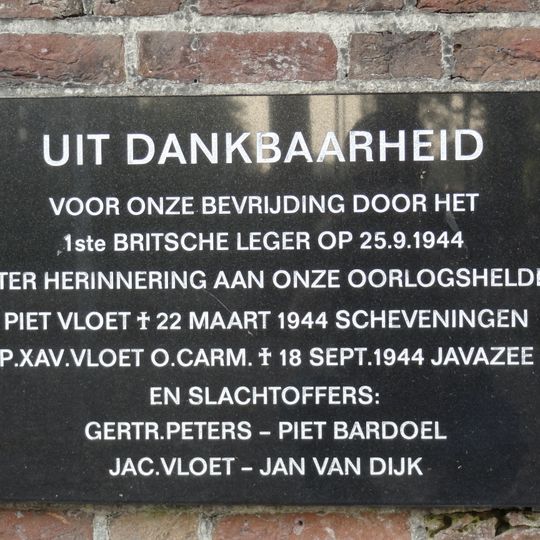 UIT DANKBAARHEID
VOOR ONZE BEVRIJDING DOOR HET
1ste BRITSCHE LEGER OP 25.9.1944
TER HERINNERING AAN ONZE OORLOGSHELDE
PIET VLOET ✝ 22 MAART 1944 SCHEVENINGEN
P.XAV.VLOET O.CARM. ✝ 18 SEPT.1944 JAVAZEE
EN SLACHTOFFERS:
GERTR.PETERS – PIET BARDOEL
JAC.VLOET – JAN VAN DIJK